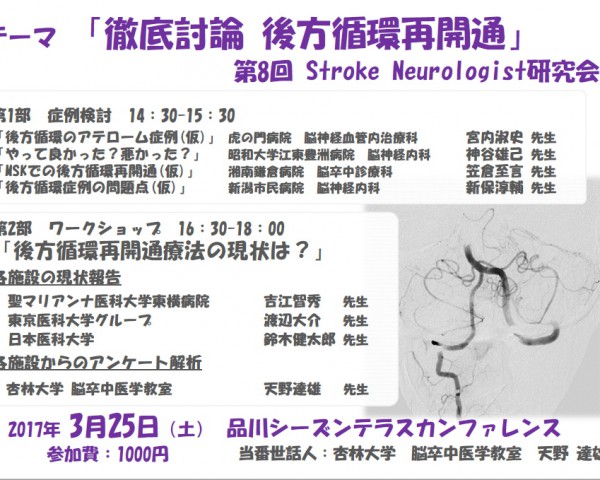 テーマ 「徹底討論 後方循環再開通」
第8回 Stroke Neurologist研究会
第1部 症例検討 14：30-15：30
「後方循環のアテローム症例(仮)」 虎の門病院 脳神経血管内治療科 宮内淑史 先生
「やって良かった？悪かった？」 昭和大学江東豊洲病院 脳神経内科 神谷雄己 先生
「NSKでの後方循環再開通(仮)」 湘南鎌倉病院 脳卒中診療科 笠倉至言 先生
「後方循環症例の問題点(仮)」 新潟市民病院 脳神経内科 新保淳輔 先生
第2部 ワークショップ 16：30-18：00
「後方循環再開通療法の現状は？」
各施設の現状報告
聖マリアンナ医科大学東横病院 吉江智秀 先生
東京医科大学グループ 渡辺大介 先生
日本医科大学 鈴木健太郎 先生
各施設からのアンケート解析
杏林大学 脳卒中医学教室 天野達雄 先生
2017年 3月25日（土） 品川シーズンテラスカンファレンス
参加費：1000円 当番世話人：杏林大学 脳卒中医学教室 天野 達雄